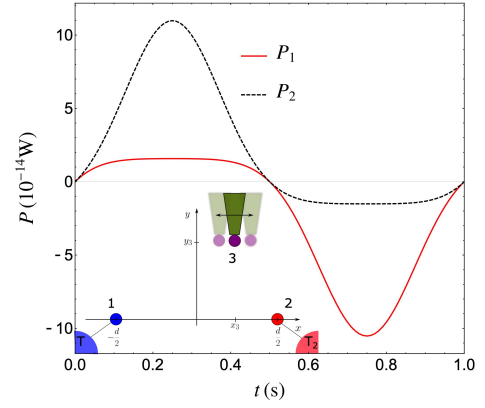 P₁
P₂
P (10⁻¹⁴W)
10
5
0
- 5
- 10
0.0
0.2
0.4
0.6
0.8
1.0
t (s)
y
y₃
3
1
2
x
x₃
-d/2
d/2
T
T₂